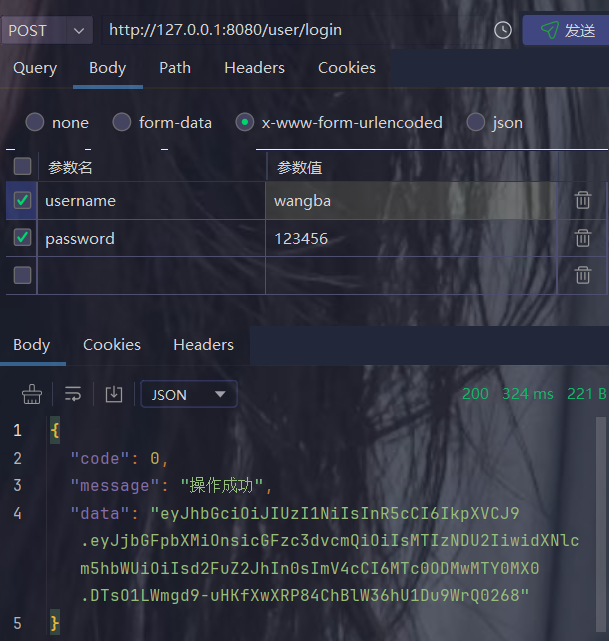 POST http://127.0.0.1:8080/user/login 发送
Query Body Path Headers Cookies
none form-data x-www-form-urlencoded json
参数名 参数值
username wangba
password 123456
Body Cookies Headers
JSON 200 324 ms 221 B
1 {
2 "code": 0,
3 "message": "操作成功",
4 "data": "eyJhbGciOiJIUzI1NiIsInR5cCI6IkpXVCJ9
.eyJjbGFpbXMiOnsicGFzc3dvcmQiOiIsMTIzNDU2IiwidXNlc
m5hbWUiOiIsd2FuZ2JhIn0sImV4cCI6MTc0ODMwMTY0MX0
.DTsO1LWmgd9-uHKfXwXRP84ChBlW36hU1Du9WrQ0268"
5 }